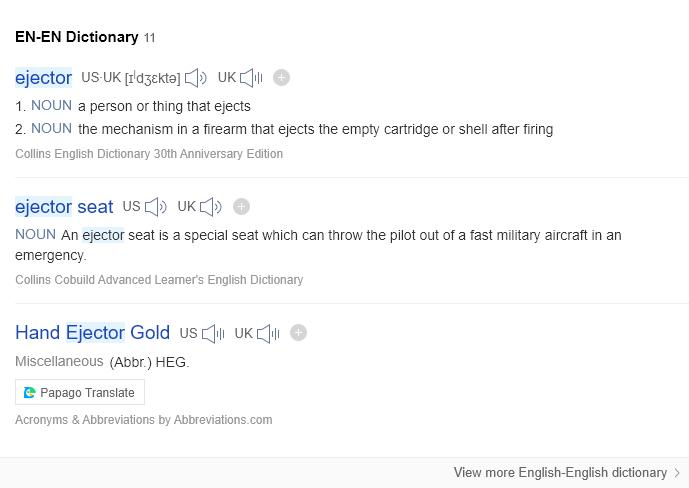 EN-EN Dictionary 11
ejector US·UK [ɪˈdʒɛktə] UK
1. NOUN a person or thing that ejects
2. NOUN the mechanism in a firearm that ejects the empty cartridge or shell after firing
Collins English Dictionary 30th Anniversary Edition
ejector seat US UK
NOUN An ejector seat is a special seat which can throw the pilot out of a fast military aircraft in an
emergency.
Collins Cobuild Advanced Learner's English Dictionary
Hand Ejector Gold US UK
Miscellaneous (Abbr.) HEG.
Papago Translate
Acronyms & Abbreviations by Abbreviations.com
View more English-English dictionary